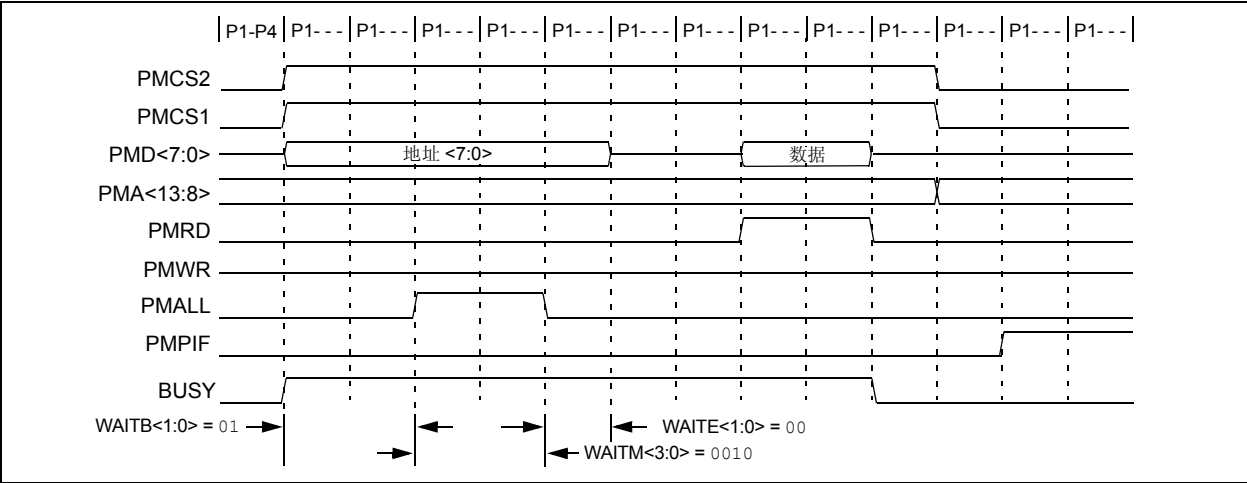 P1-P4 P1- - - P1- - - P1- - - P1- - - P1- - - P1- - - P1- - - P1- - - P1- - - P1- - - P1- - - P1- - - P1- - -
PMCS2
PMCS1
PMD<7:0> 地址 <7:0> 数据
PMA<13:8>
PMRD
PMWR
PMALL
PMPIF
BUSY
WAITB<1:0> = 01 WAITE<1:0> = 00
WAITM<3:0> = 0010